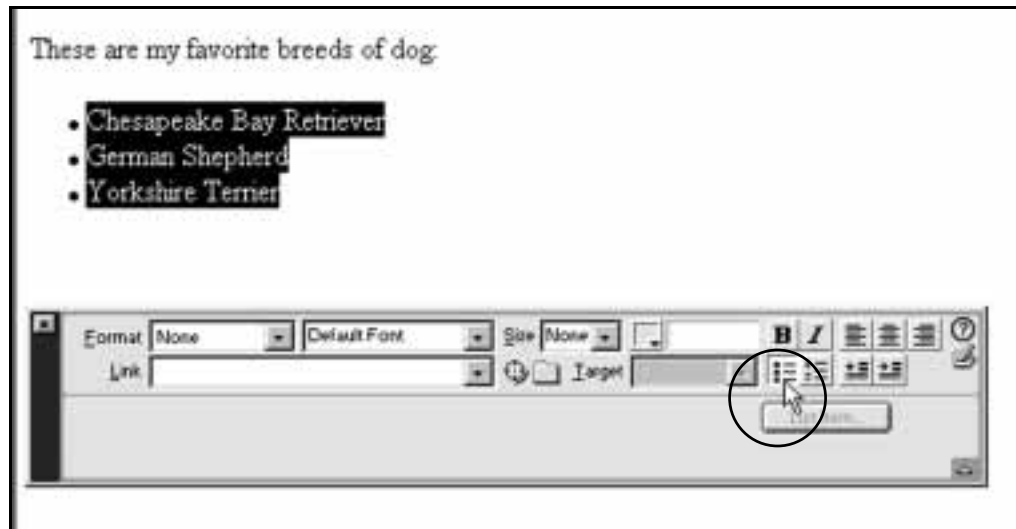 These are my favorite breeds of dog:
• Chesapeake Bay Retriever
• German Shepherd
• Yorkshire Terrier
Format None Default Font Size None B I
Link Target